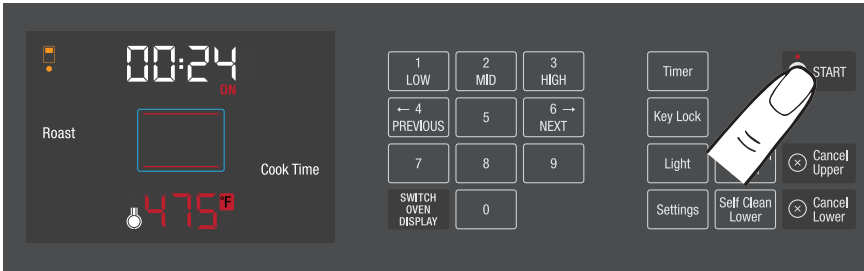 00:24
ON
Roast
Cook Time
475°F
1
LOW
2
MID
3
HIGH
← 4
PREVIOUS
5
6 →
NEXT
7
8
9
SWITCH
OVEN
DISPLAY
0
Timer
Key Lock
Light
Settings
Self Clean
Lower
START
Cancel
Upper
Cancel
Lower